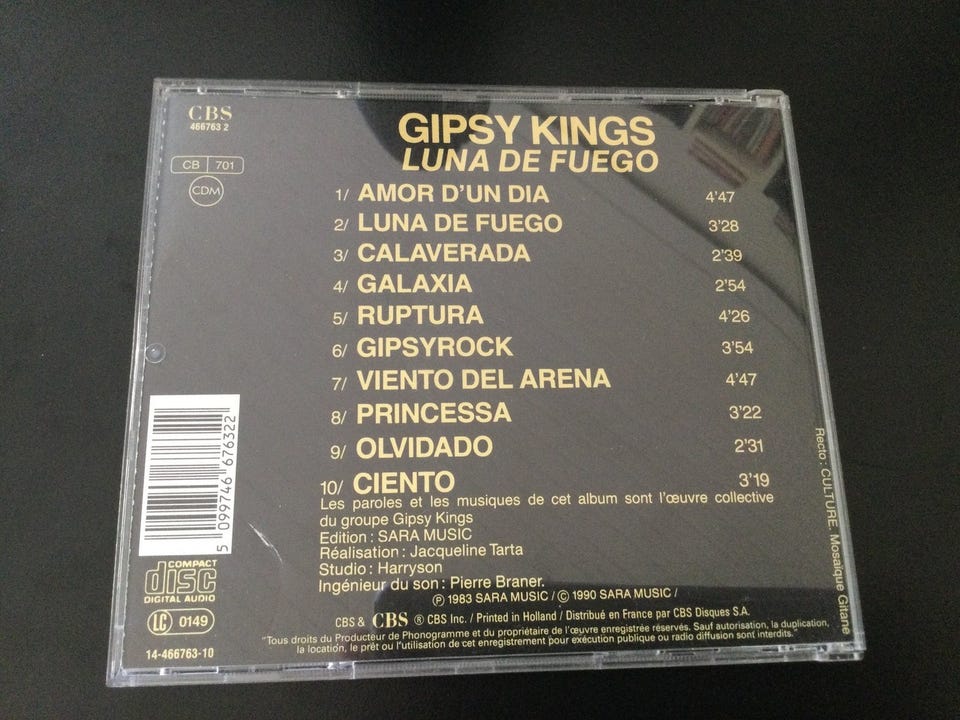 CBS
466763 2
CB 701
CDM
GIPSY KINGS
LUNA DE FUEGO
1/ AMOR D'UN DIA 4'47
2/ LUNA DE FUEGO 3'28
3/ CALAVERADA 2'39
4/ GALAXIA 2'54
5/ RUPTURA 4'26
6/ GIPSYROCK 3'54
7/ VIENTO DEL ARENA 4'47
8/ PRINCESSA 3'22
9/ OLVIDADO 2'31
10/ CIENTO 3'19
Les paroles et les musiques de cet album sont l'œuvre collective
du groupe Gipsy Kings
Edition : SARA MUSIC
Réalisation : Jacqueline Tarta
Studio : Harryson
Ingénieur du son : Pierre Braner.
Ⓟ 1983 SARA MUSIC / © 1990 SARA MUSIC /
CBS & CBS ® CBS Inc. / Printed in Holland / Distribué en France par CBS Disques S.A.
"Tous droits du Producteur de Phonogramme et du propriétaire de l'œuvre enregistrée réservés. Sauf autorisation, la duplication,
la location, le prêt ou l'utilisation de cet enregistrement pour exécution publique ou radio diffusion sont interdits."
Recto : CULTURE. Mosaïque Gitane
5 099746 676322
COMPACT
disc
DIGITAL AUDIO
LC 0149
14-466763-10